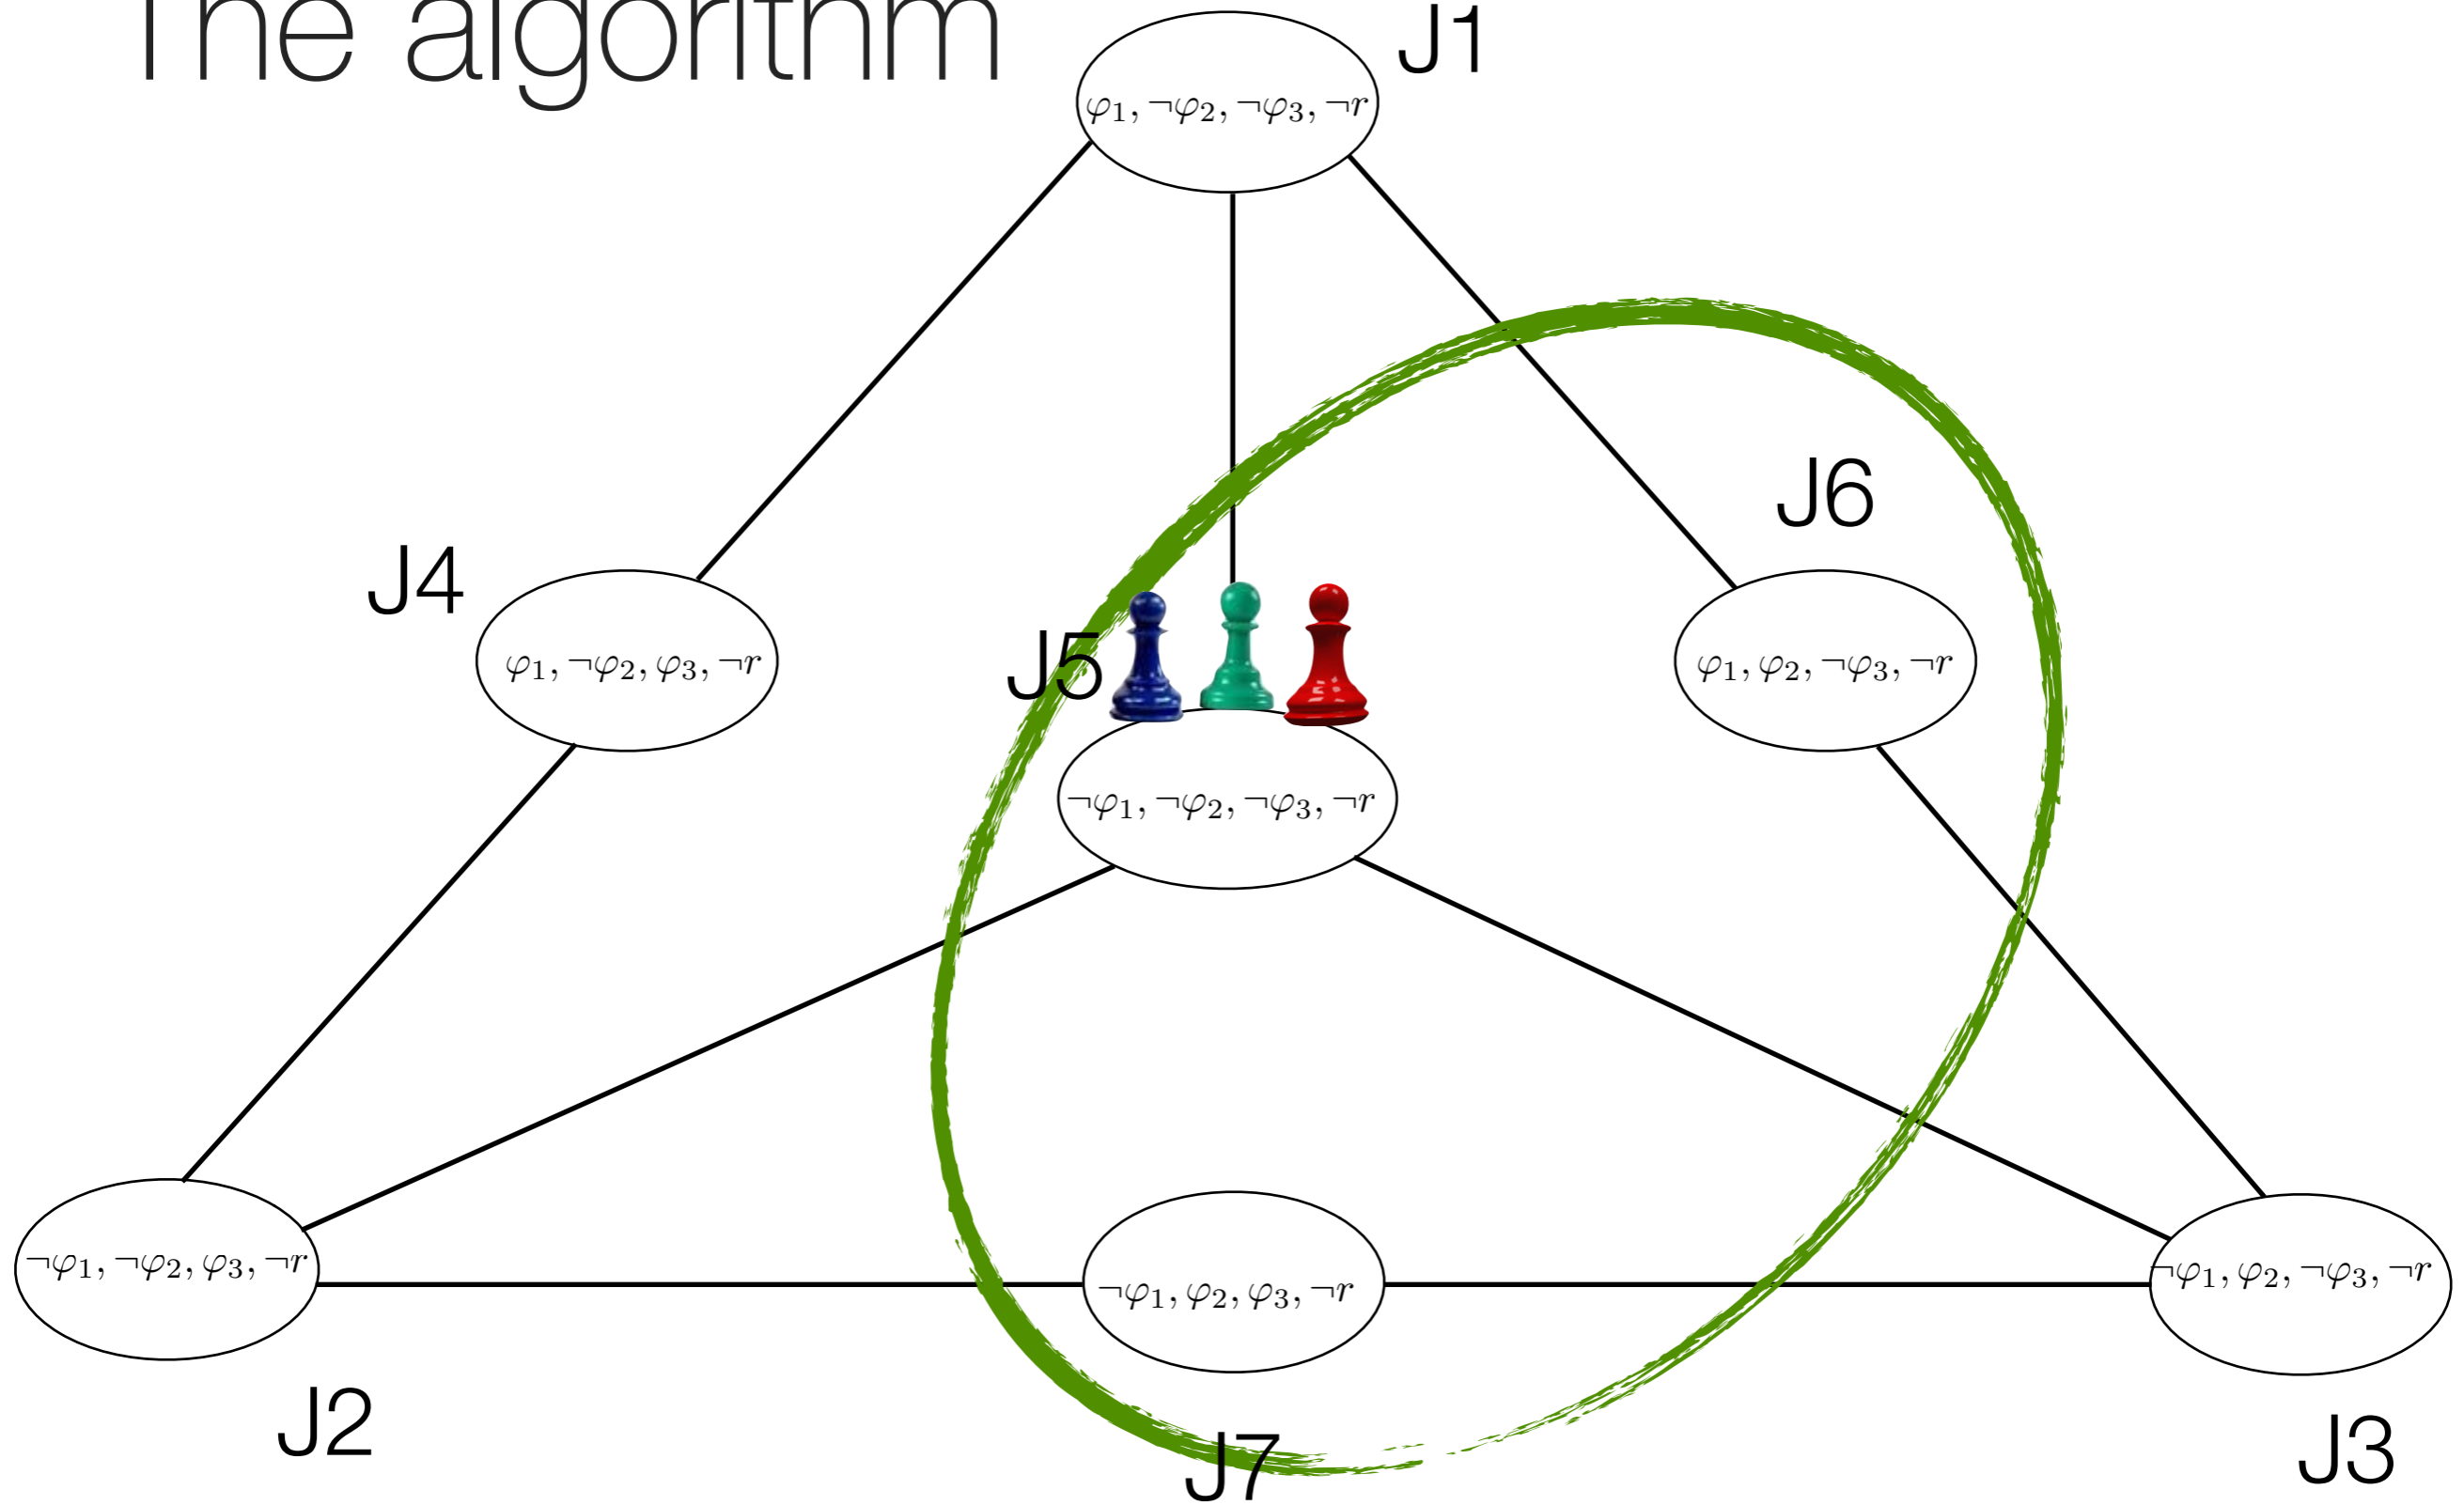 The algorithm
J1
φ1, ¬φ2, ¬φ3, ¬r
J6
J4
φ1, ¬φ2, φ3, ¬r
J5
φ1, φ2, ¬φ3, ¬r
¬φ1, ¬φ2, ¬φ3, ¬r
¬φ1, ¬φ2, φ3, ¬r
¬φ1, φ2, φ3, ¬r
¬φ1, φ2, ¬φ3, ¬r
J2
J7
J3